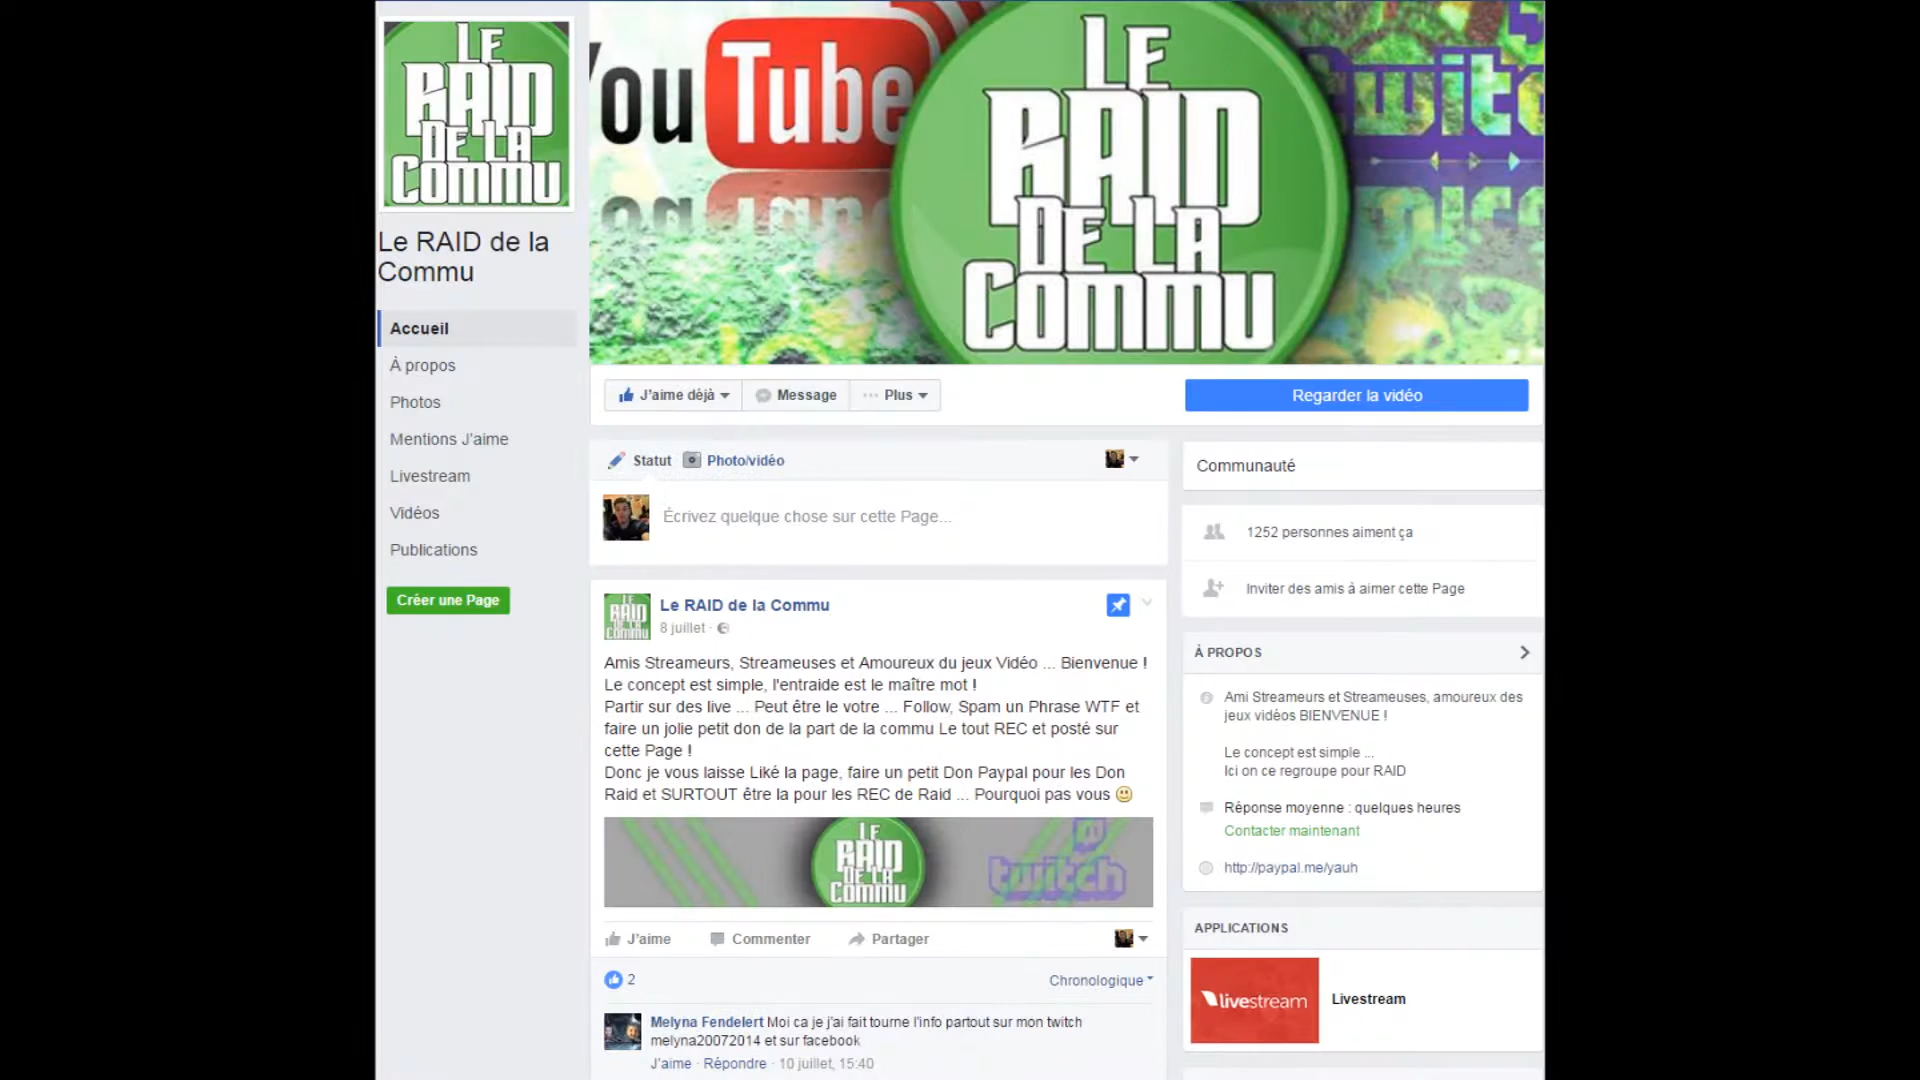 LE
RAID
DE LA
COMMU
Le RAID de la
Commu
Accueil
À propos
Photos
Mentions J'aime
Livestream
Vidéos
Publications
Créer une Page
YouTube
LE
RAID
DE LA
COMMU
J'aime déjà
Message
Plus
Regarder la vidéo
Statut
Photo/vidéo
Écrivez quelque chose sur cette Page...
Le RAID de la Commu
8 juillet ·
Amis Streameurs, Streameuses et Amoureux du jeux Vidéo ... Bienvenue !
Le concept est simple, l'entraide est le maître mot !
Partir sur des live ... Peut être le votre ... Follow, Spam un Phrase WTF et
faire un jolie petit don de la part de la commu Le tout REC et posté sur
cette Page !
Donc je vous laisse Liké la page, faire un petit Don Paypal pour les Don
Raid et SURTOUT être la pour les REC de Raid ... Pourquoi pas vous
LE
RAID
DE LA
COMMU
twitch
J'aime
Commenter
Partager
2
Chronologique
Melyna Fendelert Moi ca je j'ai fait tourne l'info partout sur mon twitch
melyna20072014 et sur facebook
J'aime · Répondre · 10 juillet, 15:40
Communauté
1252 personnes aiment ça
Inviter des amis à aimer cette Page
À PROPOS
Ami Streameurs et Streameuses, amoureux des
jeux vidéos BIENVENUE !
Le concept est simple ...
Ici on ce regroupe pour RAID
Réponse moyenne : quelques heures
Contacter maintenant
http://paypal.me/yauh
APPLICATIONS
livestream
Livestream